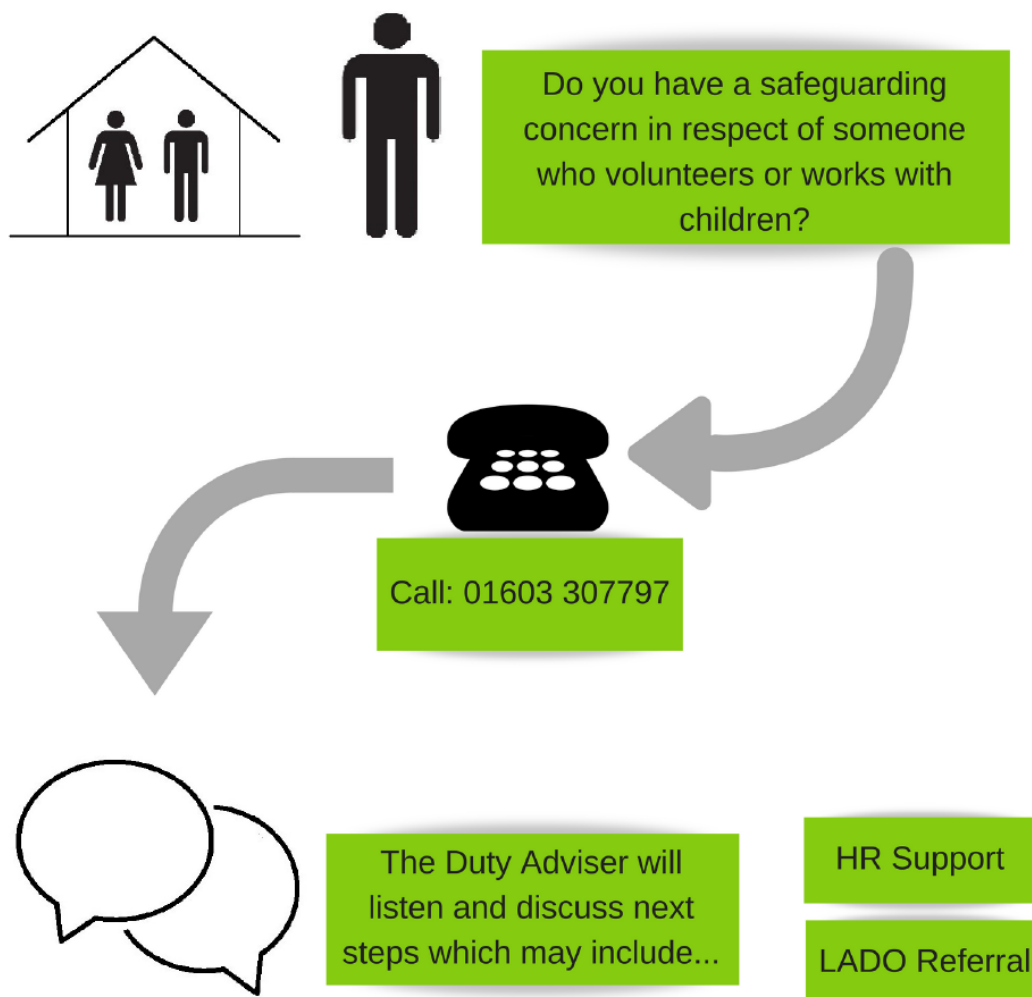 Do you have a safeguarding
concern in respect of someone
who volunteers or works with
children?
Call: 01603 307797
The Duty Adviser will
listen and discuss next
steps which may include...
HR Support
LADO Referral